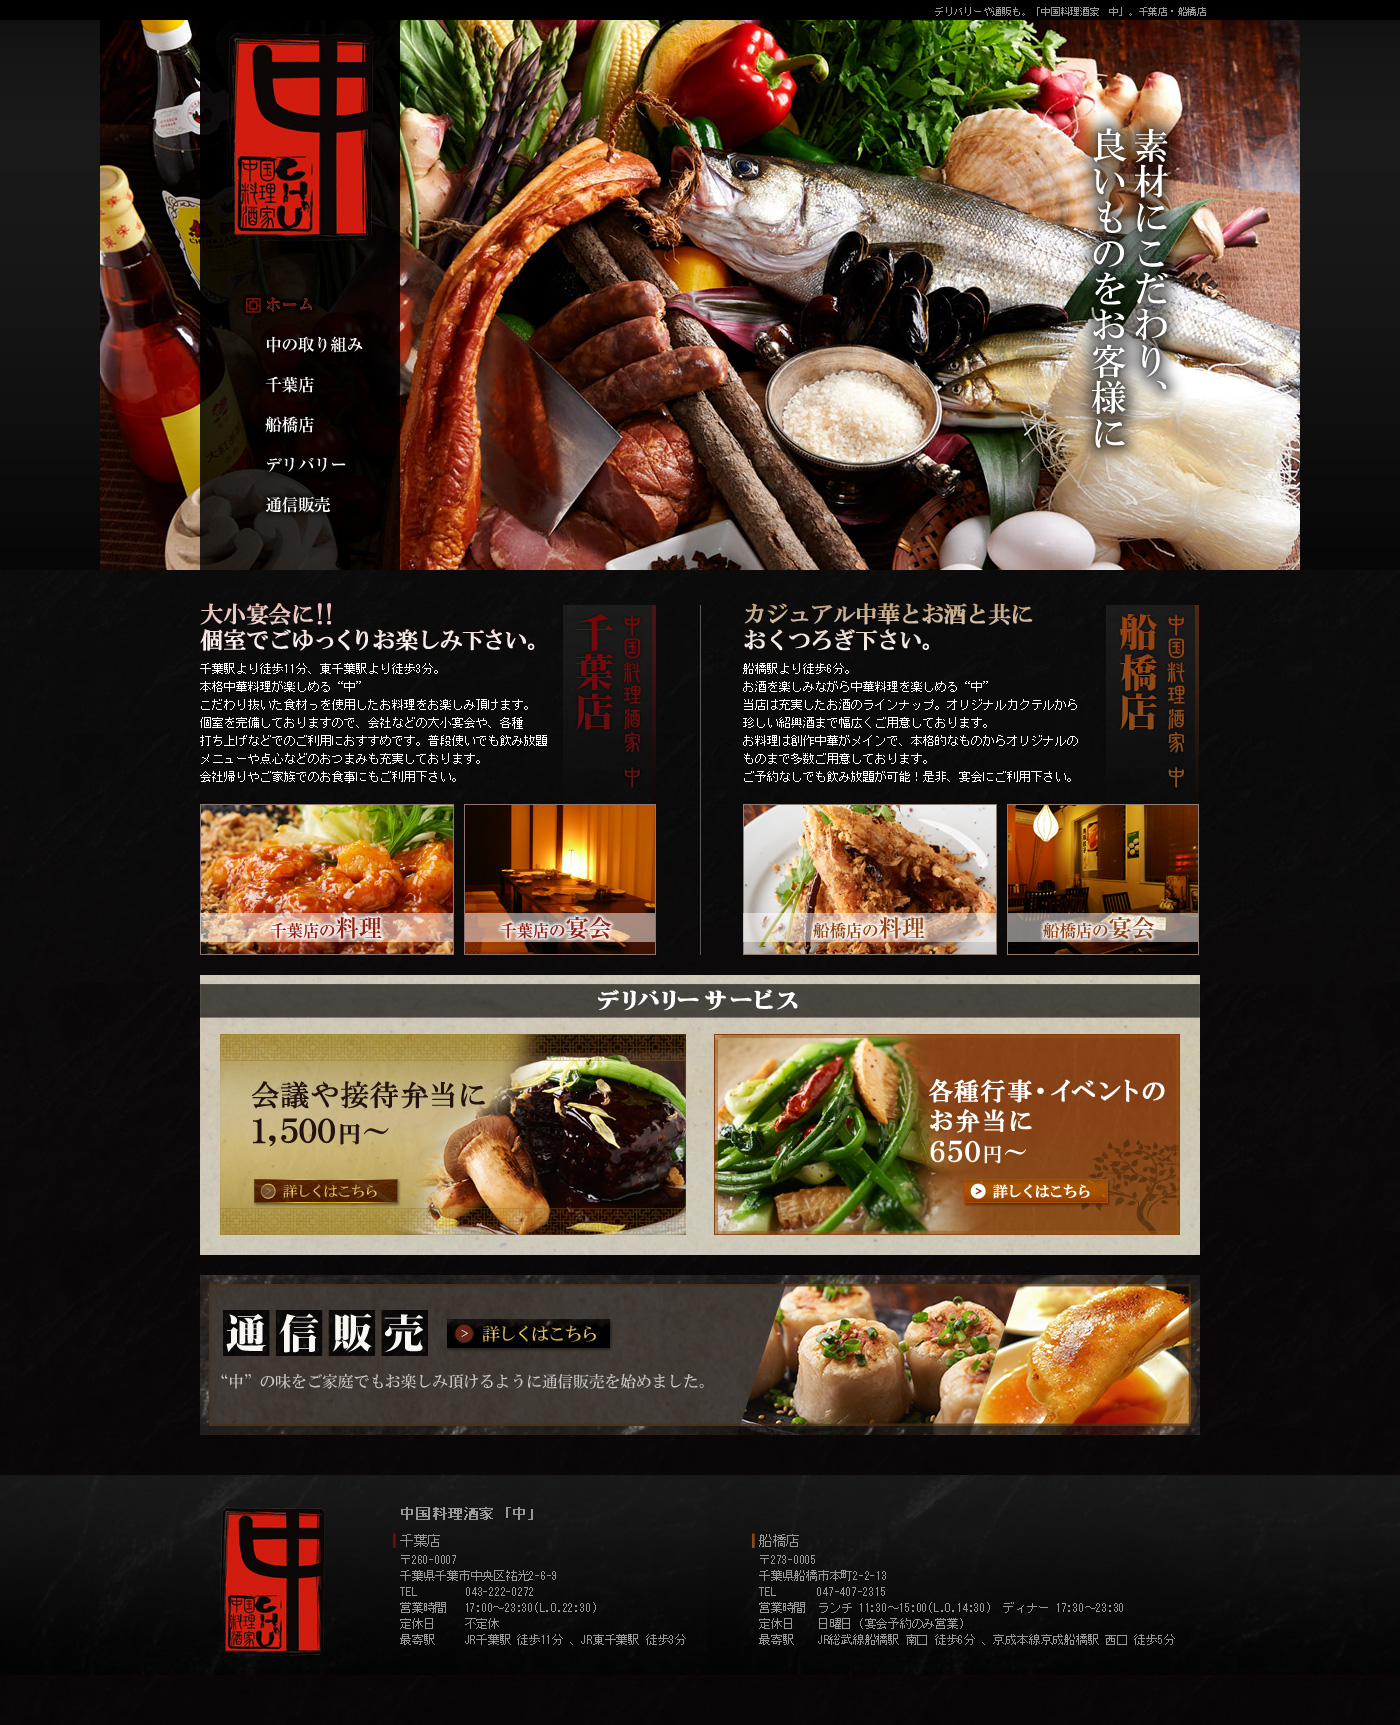 デリバリーや通販も。「中国料理酒家　中」。千葉店・船橋店
中
中国料理酒家
CHU
素材にこだわり、
良いものをお客様に
ホーム
中の取り組み
千葉店
船橋店
デリバリー
通信販売
大小宴会に!!
個室でごゆっくりお楽しみ下さい。
千葉駅より徒歩11分、東千葉駅より徒歩3分。
本格中華料理が楽しめる“中”
こだわり抜いた食材っを使用したお料理をお楽しみ頂けます。
個室を完備しておりますので、会社などの大小宴会や、各種
打ち上げなどでのご利用におすすめです。普段使いでも飲み放題
メニューや点心などのおつまみも充実しております。
会社帰りやご家族でのお食事にもご利用下さい。
中国料理酒家 中
千葉店
千葉店の料理
千葉店の宴会
カジュアル中華とお酒と共に
おくつろぎ下さい。
船橋駅より徒歩6分。
お酒を楽しみながら中華料理を楽しめる“中”
当店は充実したお酒のラインナップ。オリジナルカクテルから
珍しい紹興酒まで幅広くご用意しております。
お料理は創作中華がメインで、本格的なものからオリジナルの
ものまで多数ご用意しております。
ご予約なしでも飲み放題が可能！是非、宴会にご利用下さい。
中国料理酒家 中
船橋店
船橋店の料理
船橋店の宴会
デリバリーサービス
会議や接待弁当に
1,500円～
詳しくはこちら
各種行事・イベントの
お弁当に
650円～
詳しくはこちら
通信販売
詳しくはこちら
“中”の味をご家庭でもお楽しみ頂けるように通信販売を始めました。
中
中国料理酒家
CHU
中国料理酒家「中」
千葉店
〒260-0007
千葉県千葉市中央区祐光2-6-9
TEL 043-222-0272
営業時間 17:00～23:30(L.O.22:30)
定休日 不定休
最寄駅 JR千葉駅 徒歩11分 、JR東千葉駅 徒歩3分
船橋店
〒273-0005
千葉県船橋市本町2-2-13
TEL 047-407-2315
営業時間 ランチ 11:30～15:00(L.O.14:30) ディナー 17:30～23:30
定休日 日曜日（宴会予約のみ営業）
最寄駅 JR総武線船橋駅 南口 徒歩6分 、京成本線京成船橋駅 西口 徒歩5分